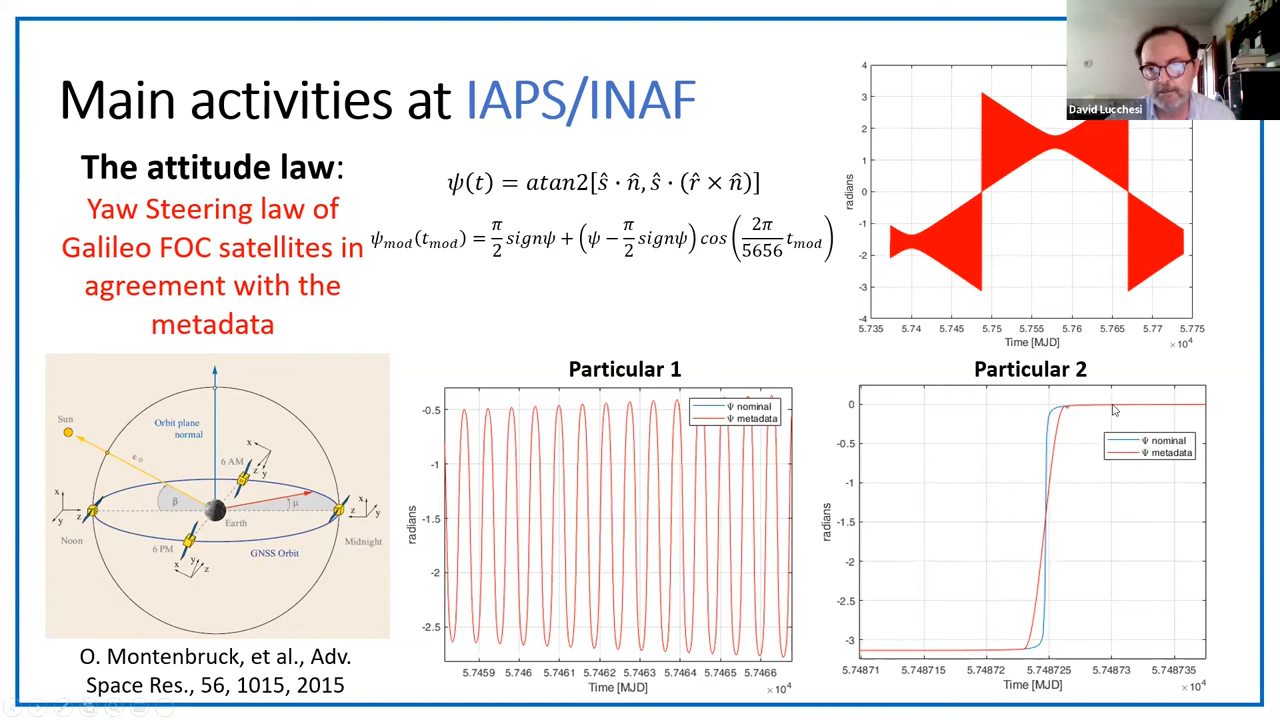 Main activities at IAPS/INAF
David Lucchesi
The attitude law:
Yaw Steering law of
Galileo FOC satellites in
agreement with the
metadata
ψ(t) = atan2[ŝ · n̂, ŝ · (r̂ × n̂)]
ψmod(tmod) = π/2 signψ + (ψ − π/2 signψ) cos(2π/5656 tmod)
4
3
2
1
0
-1
-2
-3
-4
radians
5.735 5.74 5.745 5.75 5.755 5.76 5.765 5.77 5.775
Time [MJD]
×10⁴
Sun
Orbit plane
normal
e☉
β
μ
6 AM
Earth
6 PM
Noon
Midnight
GNSS Orbit
x
y
z
x
z
y
x
y
z
z
x
y
O. Montenbruck, et al., Adv.
Space Res., 56, 1015, 2015
Particular 1
Ψ nominal
Ψ metadata
-0.5
-1
-1.5
-2
-2.5
radians
5.7459 5.746 5.7461 5.7462 5.7463 5.7464 5.7465 5.7466
Time [MJD]
×10⁴
Particular 2
Ψ nominal
Ψ metadata
0
-0.5
-1
-1.5
-2
-2.5
-3
radians
5.74871 5.748715 5.74872 5.748725 5.74873 5.748735
Time [MJD]
×10⁴